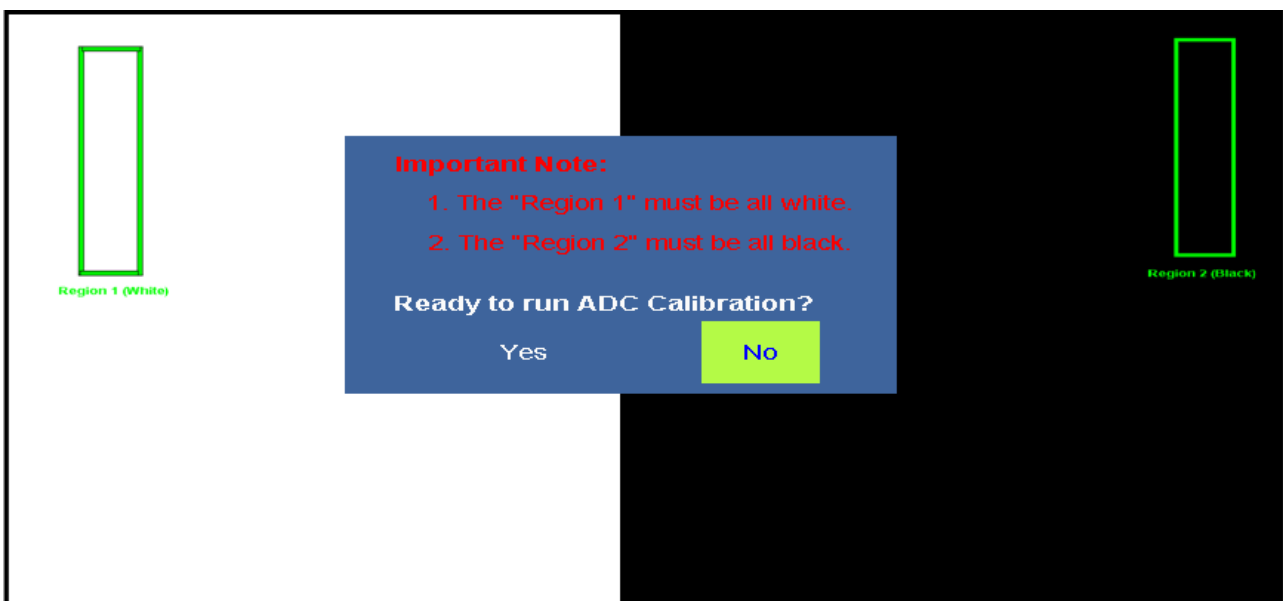 Important Note:
1. The "Region 1" must be all white.
2. The "Region 2" must be all black.
Ready to run ADC Calibration?
Yes
No
Region 1 (White)
Region 2 (Black)